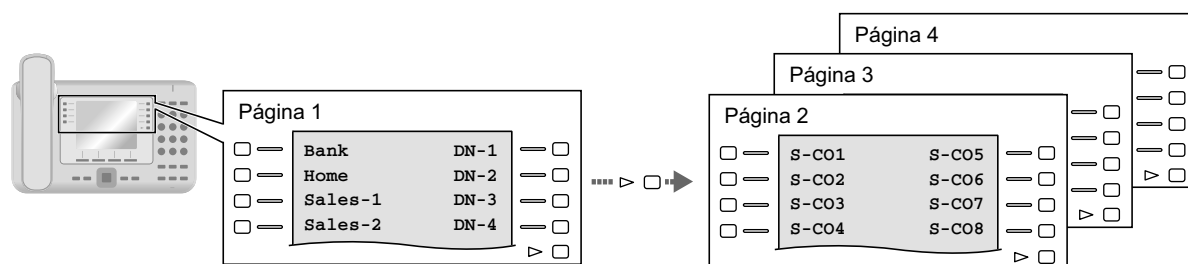 Página 1
Bank DN-1
Home DN-2
Sales-1 DN-3
Sales-2 DN-4
Página 2
S-CO1 S-CO5
S-CO2 S-CO6
S-CO3 S-CO7
S-CO4 S-CO8
Página 3
Página 4